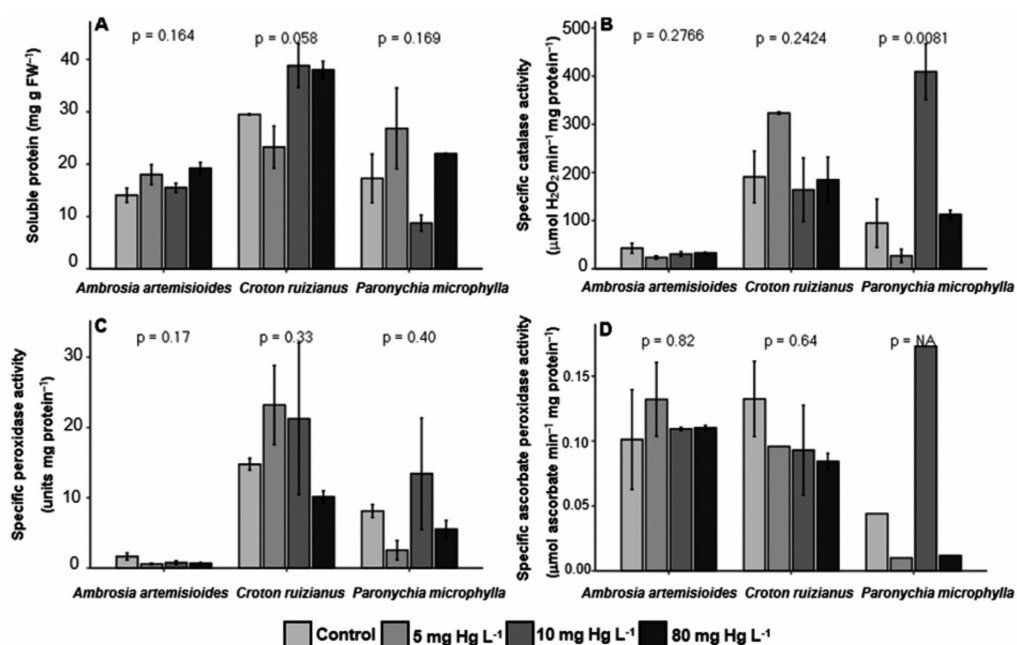 A
p = 0.164
p = 0.058
p = 0.169
Soluble protein (mg g FW⁻¹)
40
30
20
10
0
Ambrosia artemisioides Croton ruizianus Paronychia microphylla
B
p = 0.2766
p = 0.2424
p = 0.0081
Specific catalase activity
(µmol H₂O₂ min⁻¹ mg protein⁻¹)
500
400
300
200
100
0
Ambrosia artemisioides Croton ruizianus Paronychia microphylla
C
p = 0.17
p = 0.33
p = 0.40
Specific peroxidase activity
(units mg protein⁻¹)
30
20
10
0
Ambrosia artemisioides Croton ruizianus Paronychia microphylla
D
p = 0.82
p = 0.64
p = NA
Specific ascorbate peroxidase activity
(µmol ascorbate min⁻¹ mg protein⁻¹)
0.15
0.10
0.05
0.00
Ambrosia artemisioides Croton ruizianus Paronychia microphylla
Control 5 mg Hg L⁻¹ 10 mg Hg L⁻¹ 80 mg Hg L⁻¹